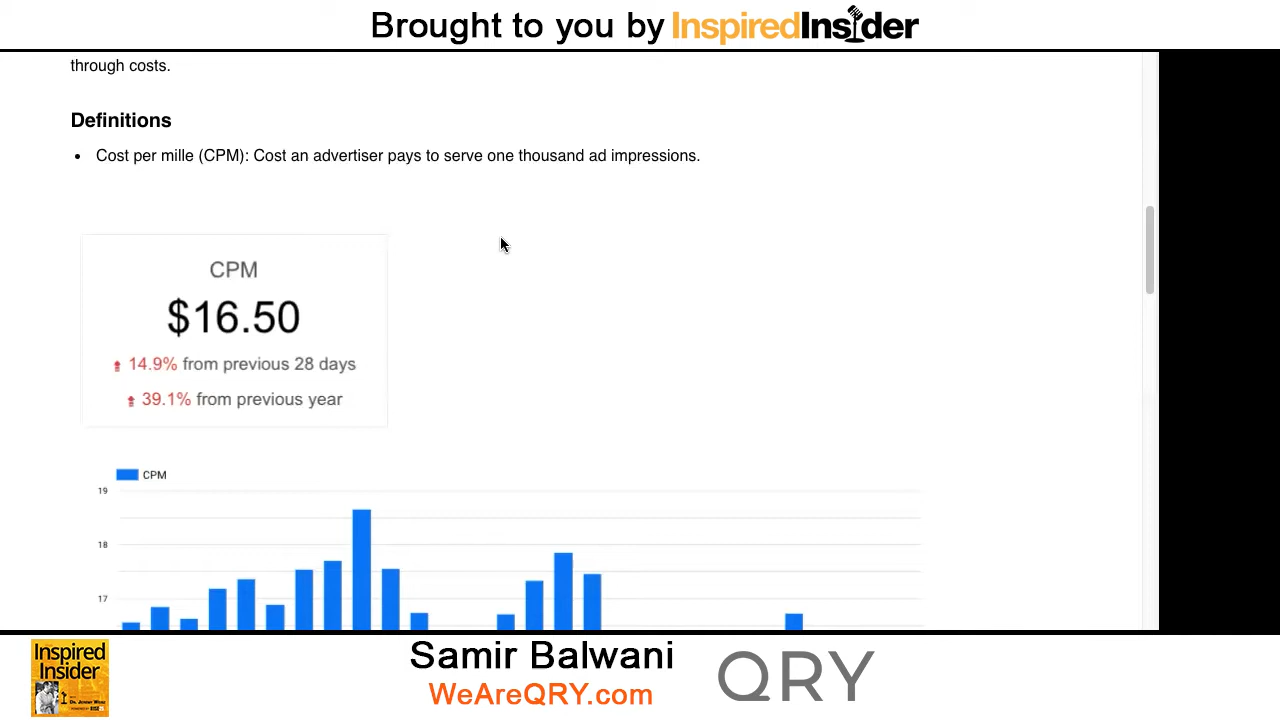 Brought to you by InspiredInsider
through costs.
Definitions
• Cost per mille (CPM): Cost an advertiser pays to serve one thousand ad impressions.
CPM
$16.50
14.9% from previous 28 days
39.1% from previous year
CPM
19
18
17
Inspired
Insider
Samir Balwani
WeAreQRY.com
QRY